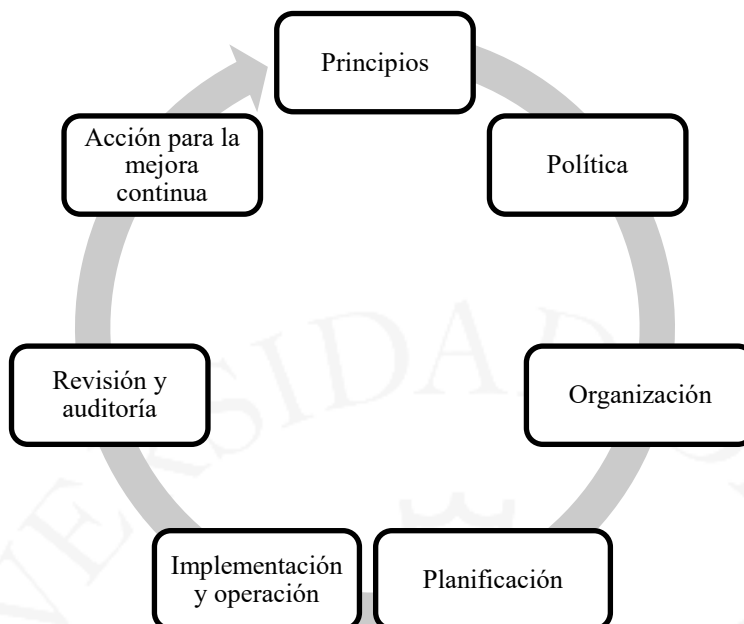 Principios
Política
Organización
Planificación
Implementación
y operación
Revisión y
auditoría
Acción para la
mejora
continua